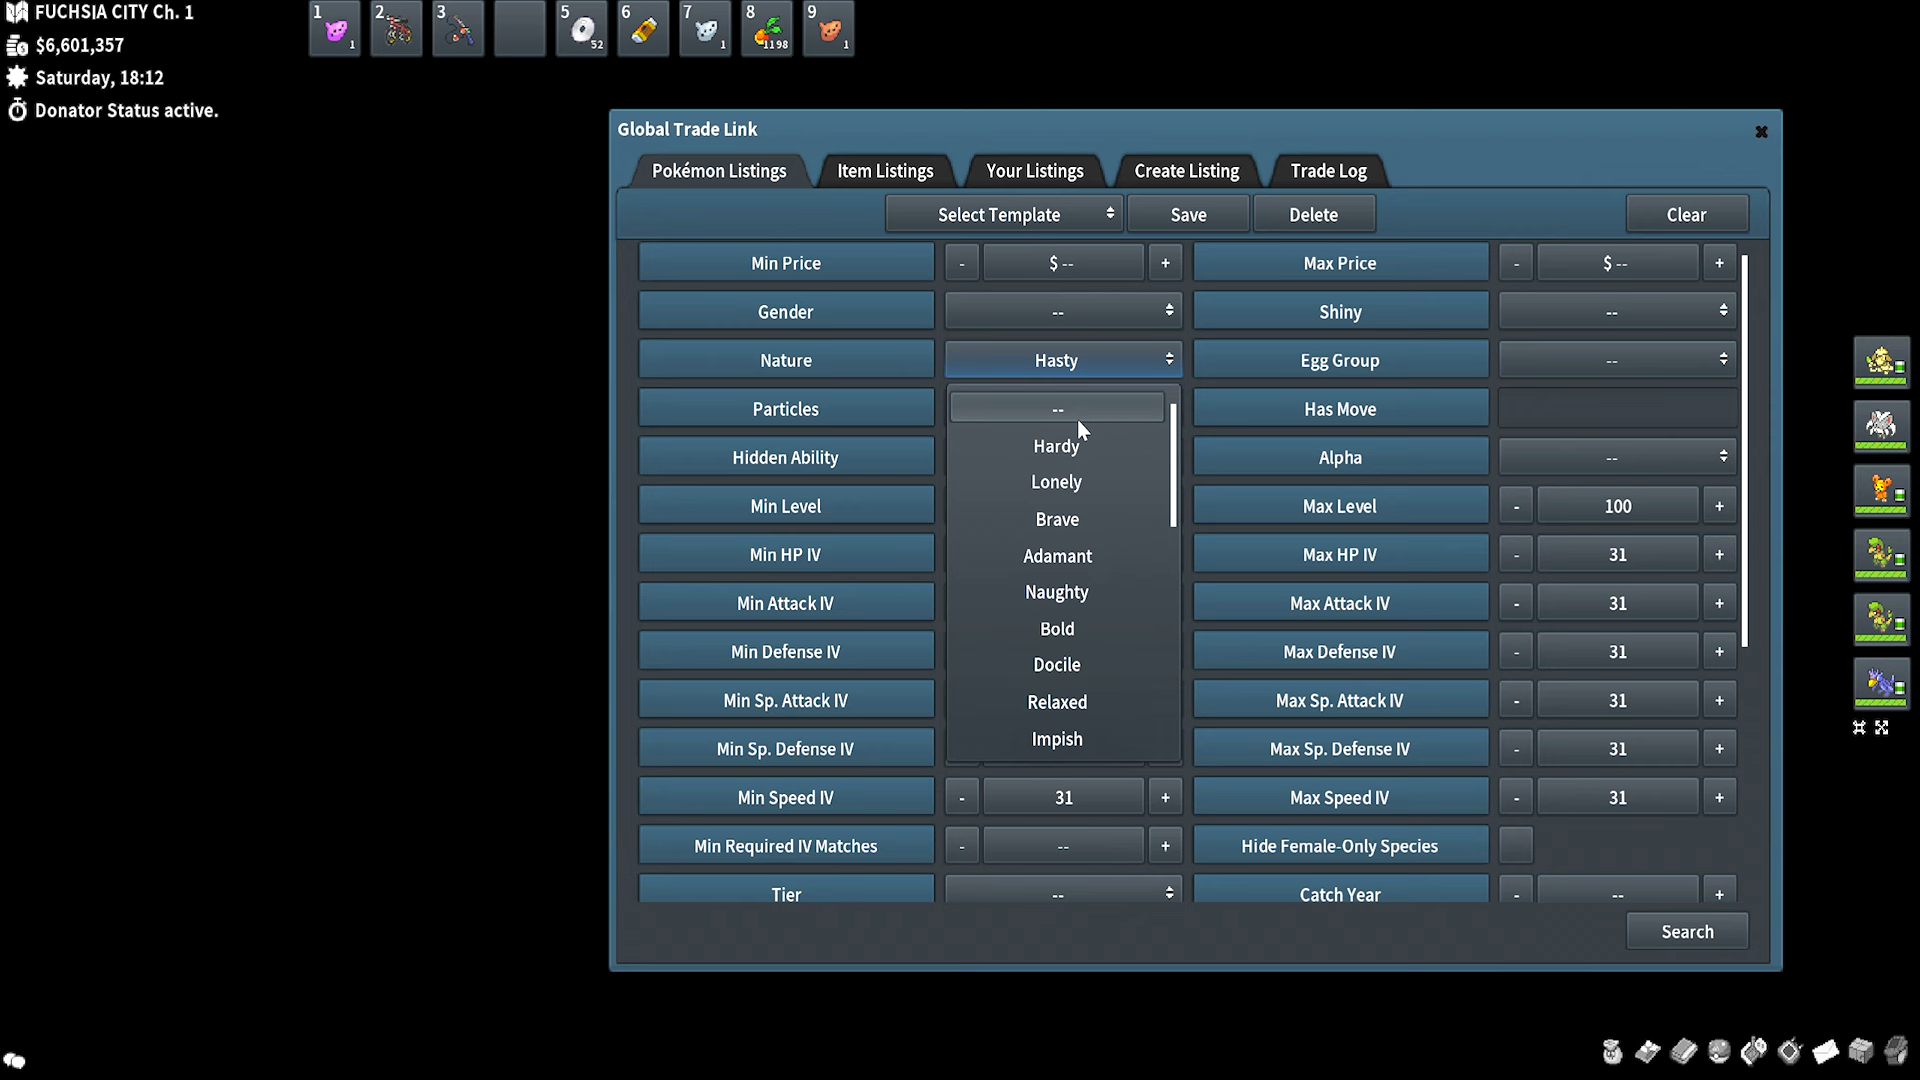 FUCHSIA CITY Ch. 1
$6,601,357
Saturday, 18:12
Donator Status active.
1 1 2 3 5 52 6 7 1 8 1198 9 1
Global Trade Link
Pokémon Listings Item Listings Your Listings Create Listing Trade Log
Select Template Save Delete Clear
Min Price - $ -- + Max Price - $ -- +
Gender -- Shiny --
Nature Hasty Egg Group --
Particles -- Has Move
Hardy
Hidden Ability Alpha --
Lonely
Min Level Max Level - 100 +
Brave
Min HP IV Adamant Max HP IV - 31 +
Min Attack IV Naughty Max Attack IV - 31 +
Bold
Min Defense IV Docile Max Defense IV - 31 +
Min Sp. Attack IV Relaxed Max Sp. Attack IV - 31 +
Min Sp. Defense IV Impish Max Sp. Defense IV - 31 +
Min Speed IV - 31 + Max Speed IV - 31 +
Min Required IV Matches - -- + Hide Female-Only Species
Tier -- Catch Year - -- +
Search